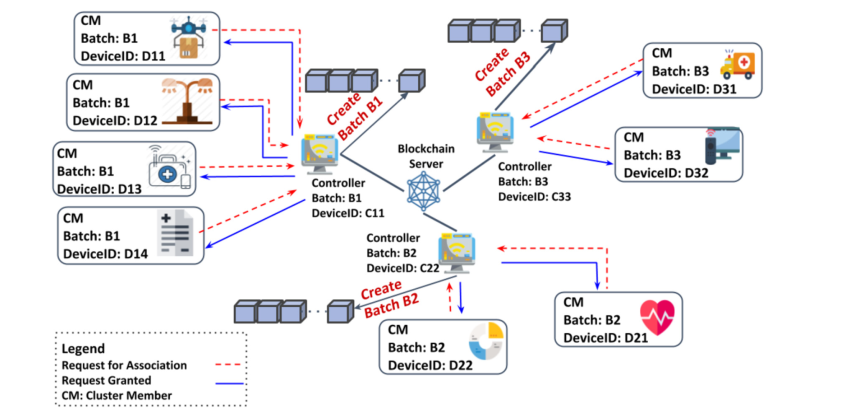 CM
Batch: B1
DeviceID: D11
CM
Batch: B1
DeviceID: D12
CM
Batch: B1
DeviceID: D13
CM
Batch: B1
DeviceID: D14
Create
Batch B1
Controller
Batch: B1
DeviceID: C11
Blockchain
Server
Create
Batch B3
Controller
Batch: B3
DeviceID: C33
CM
Batch: B3
DeviceID: D31
CM
Batch: B3
DeviceID: D32
Controller
Batch: B2
DeviceID: C22
Create
Batch B2
CM
Batch: B2
DeviceID: D22
CM
Batch: B2
DeviceID: D21
Legend
Request for Association
Request Granted
CM: Cluster Member